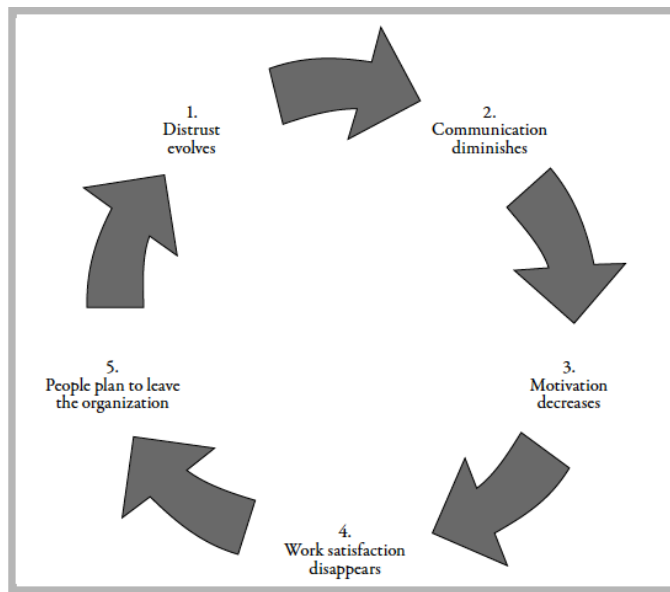 1.
Distrust
evolves
2.
Communication
diminishes
3.
Motivation
decreases
4.
Work satisfaction
disappears
5.
People plan to leave
the organization